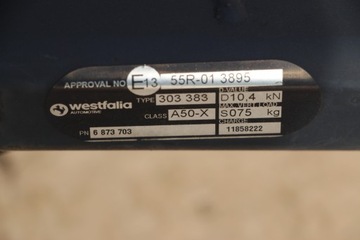 APPROVAL NO E13 55R-01 3895
westfalia AUTOMOTIVE
TYPE 303 383 D-VALUE D10,4 kN
CLASS A50-X MAX. VERT. LOAD S075 kg
PN 6 873 703 CHARGE 11858222